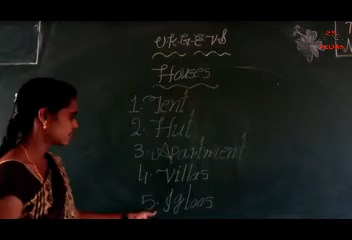 U K G E V S
Houses
1. Tent
2. Hut
3. Apartment
4. Villas
5. Igloos